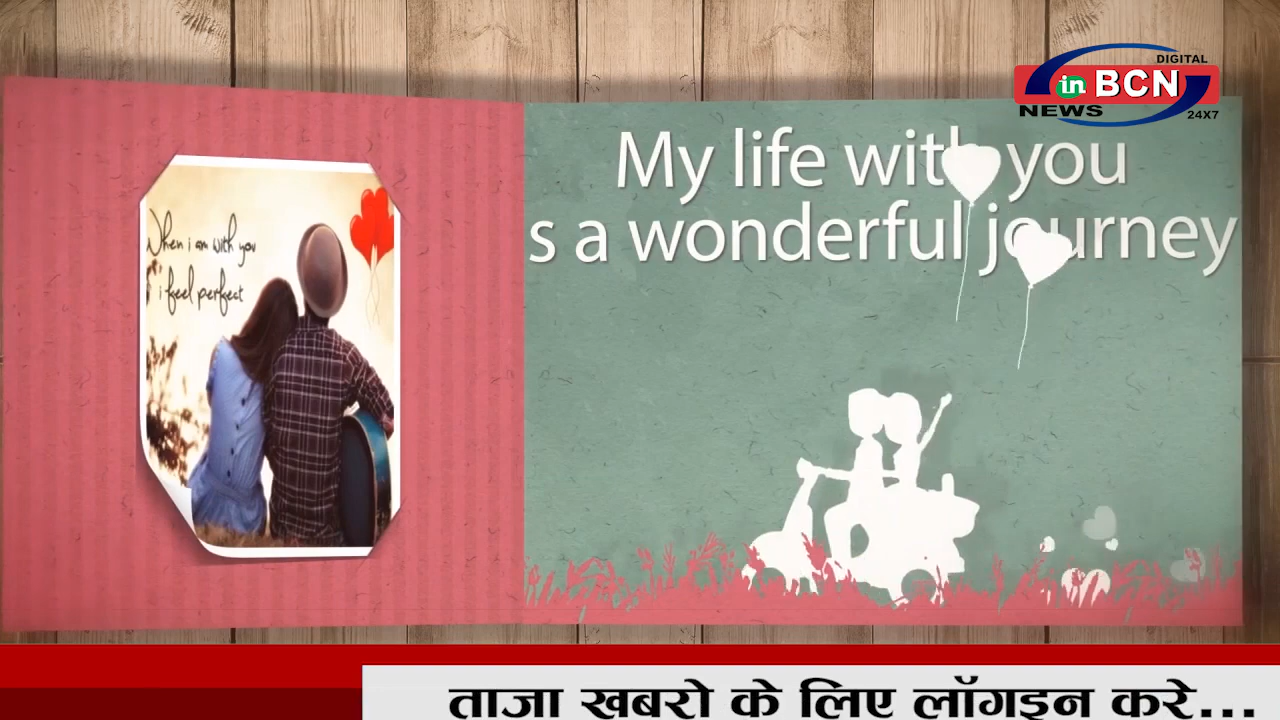 DIGITAL
in BCN
NEWS
24X7
My life with you
s a wonderful journey
When i am with you
i feel perfect
ताजा खबरो के लिए लॉगइन करे...